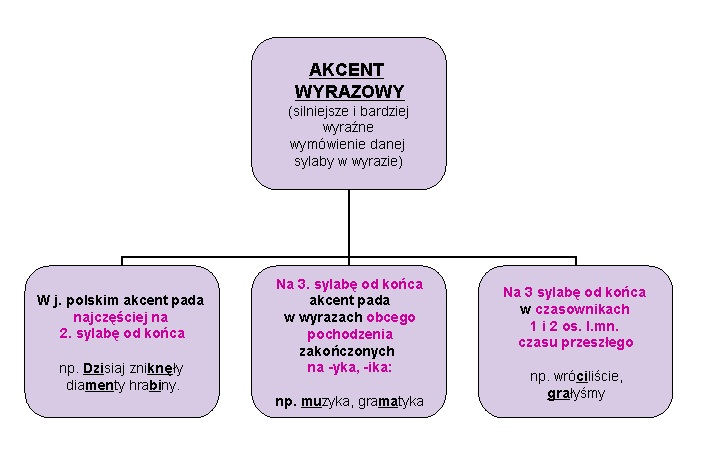 AKCENT
WYRAZOWY
(silniejsze i bardziej
wyraźne
wymówienie danej
sylaby w wyrazie)
W j. polskim akcent pada
najczęściej na
2. sylabę od końca
np. Dzisiaj zniknęły
diamenty hrabiny.
Na 3. sylabę od końca
akcent pada
w wyrazach obcego
pochodzenia
zakończonych
na -yka, -ika:
np. muzyka, gramatyka
Na 3 sylabę od końca
w czasownikach
1 i 2 os. l.mn.
czasu przeszłego
np. wróciliście,
grałyśmy